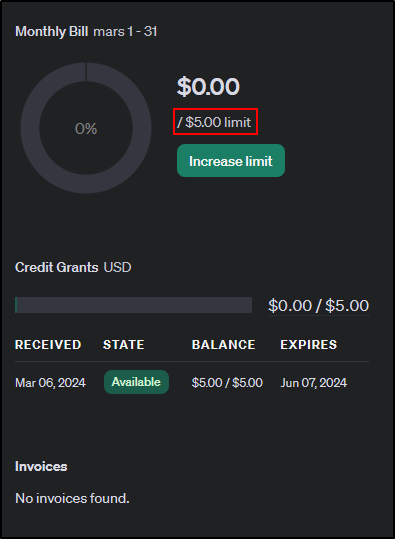 Monthly Bill mars 1 - 31
$0.00
0%
/ $5.00 limit
Increase limit
Credit Grants USD
$0.00 / $5.00
RECEIVED STATE BALANCE EXPIRES
Mar 06, 2024 Available $5.00 / $5.00 Jun 07, 2024
Invoices
No invoices found.